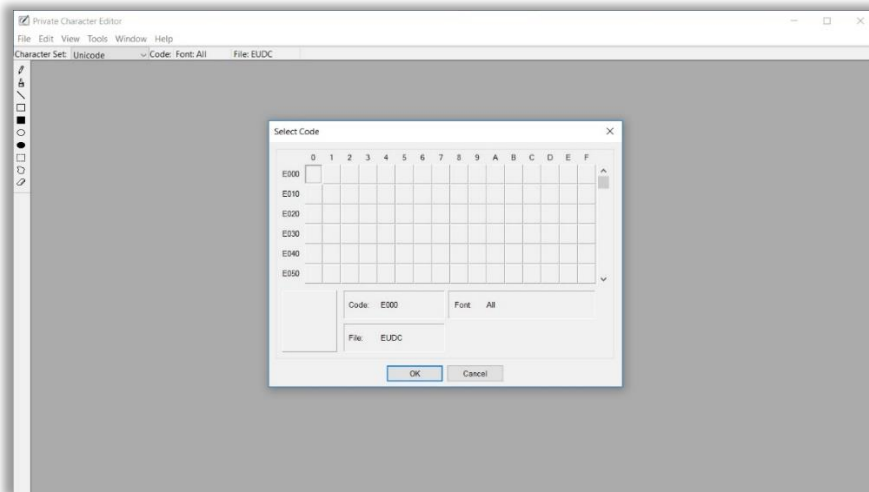 Private Character Editor
File Edit View Tools Window Help
Character Set: Unicode Code: Font: All File: EUDC
Select Code
0 1 2 3 4 5 6 7 8 9 A B C D E F
E000
E010
E020
E030
E040
E050
Code: E000 Font All
File: EUDC
OK Cancel